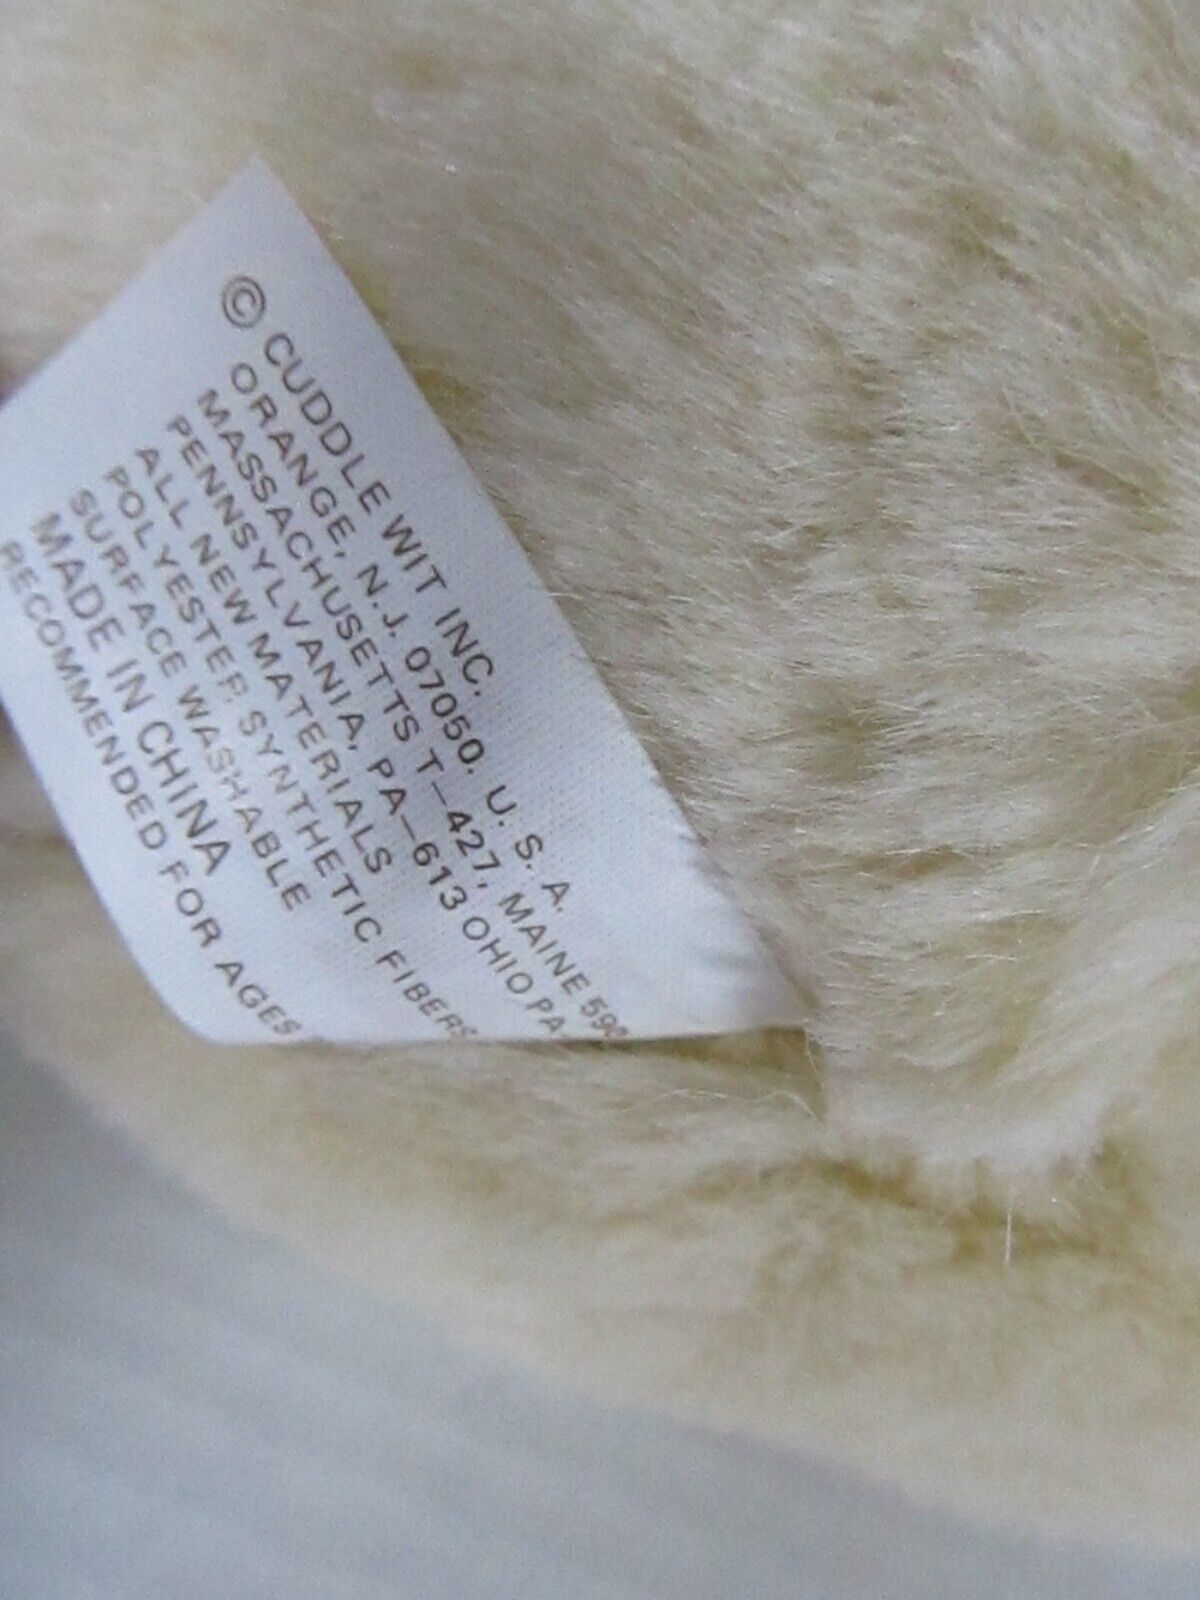 © CUDDLE WIT INC.
ORANGE, N.J. 07050. U. S. A.
MASSACHUSETTS T-427, MAINE
PENNSYLVANIA, PA-613 OHIO PA
ALL NEW MATERIALS
POLYESTER SYNTHETIC FIBERS
SURFACE WASHABLE
MADE IN CHINA
RECOMMENDED FOR AGES